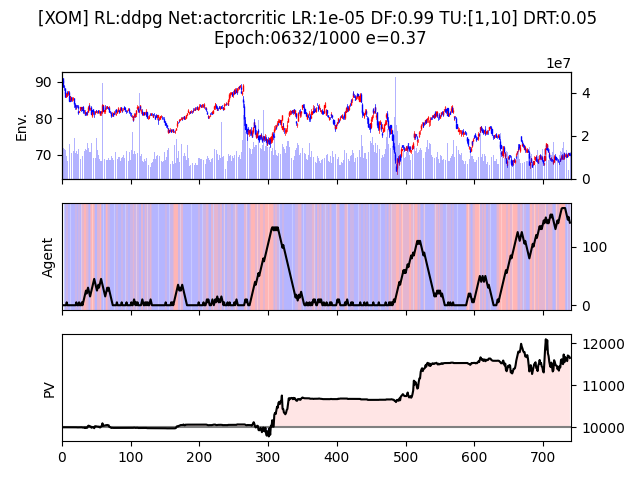 [XOM] RL:ddpg Net:actorcritic LR:1e-05 DF:0.99 TU:[1,10] DRT:0.05
Epoch:0632/1000 e=0.37
1e7
Env.
90
80
70
4
2
0
Agent
100
0
PV
12000
11000
10000
0 100 200 300 400 500 600 700